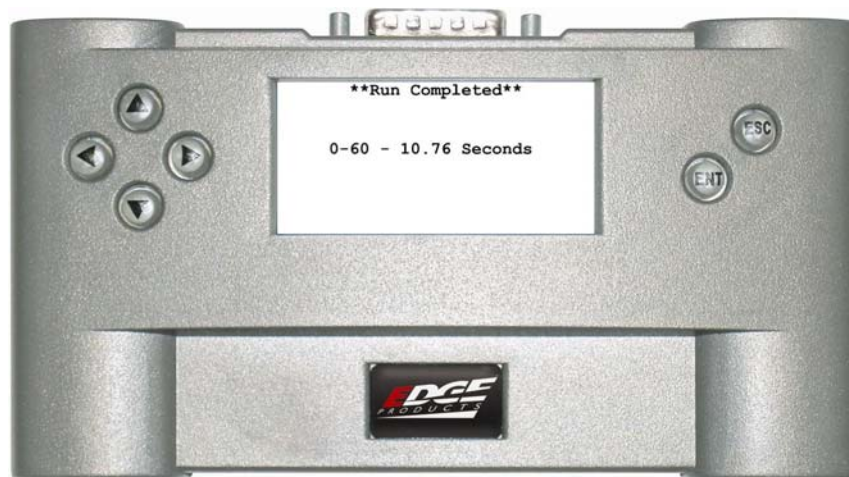 **Run Completed**
0-60 - 10.76 Seconds
ESC
ENT
EDGE
PRODUCTS